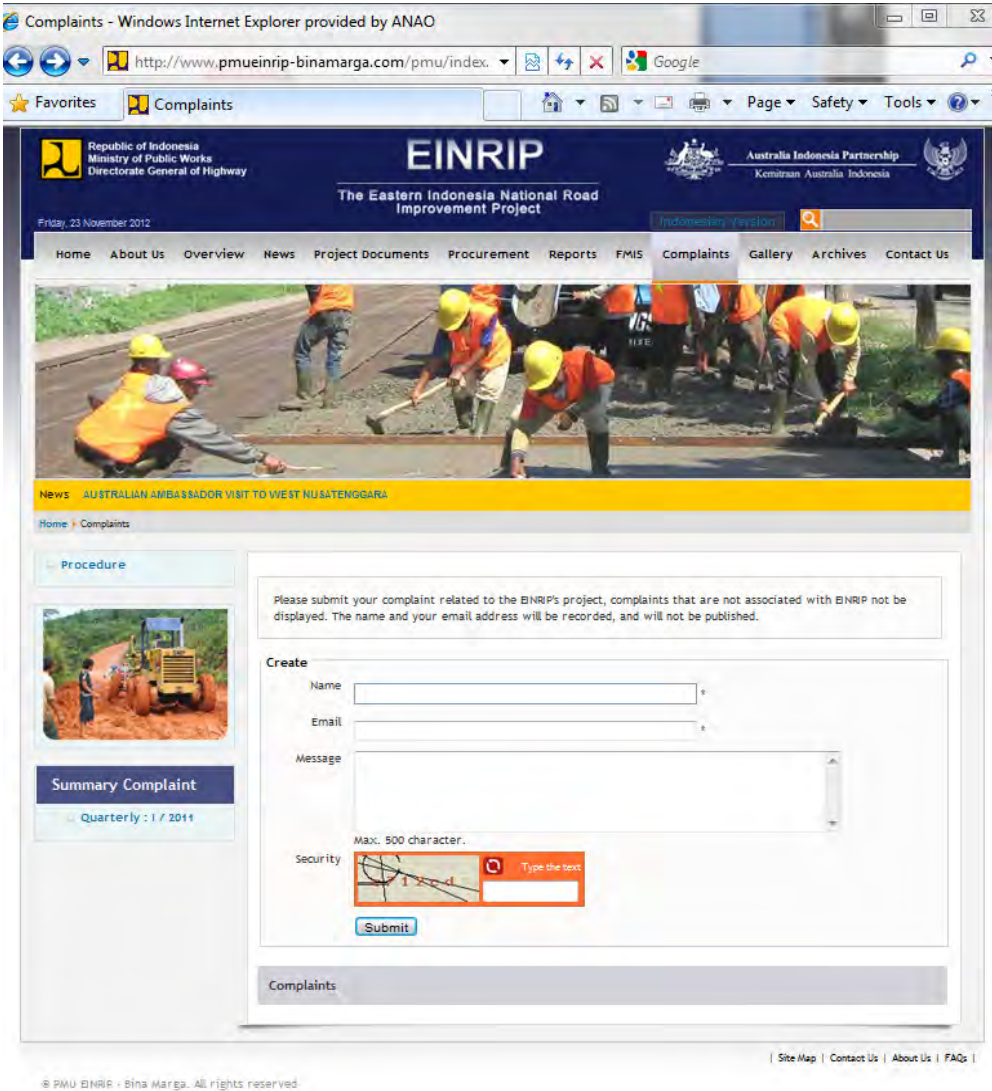 Complaints - Windows Internet Explorer provided by ANAO
http://www.pmueinrip-binamarga.com/pmu/index.
Google
Favorites
Complaints
Page
Safety
Tools
Republic of Indonesia
Ministry of Public Works
Directorate General of Highway
EINRIP
The Eastern Indonesia National Road
Improvement Project
Australia Indonesia Partnership
Kemitraan Australia Indonesia
Friday, 23 November 2012
Indonesian Version
Home About Us Overview News Project Documents Procurement Reports FMIS Complaints Gallery Archives Contact Us
News AUSTRALIAN AMBASSADOR VISIT TO WEST NUSATENGGARA
Home Complaints
Procedure
Please submit your complaint related to the EINRIP's project, complaints that are not associated with EINRIP not be
displayed. The name and your email address will be recorded, and will not be published.
Create
Name *
Email *
Message
Max. 500 character.
Security
Type the text
Submit
Summary Complaint
Quarterly : I / 2011
Complaints
| Site Map | Contact Us | About Us | FAQs |
© PMU EINRIP - Bina Marga. All rights reserved